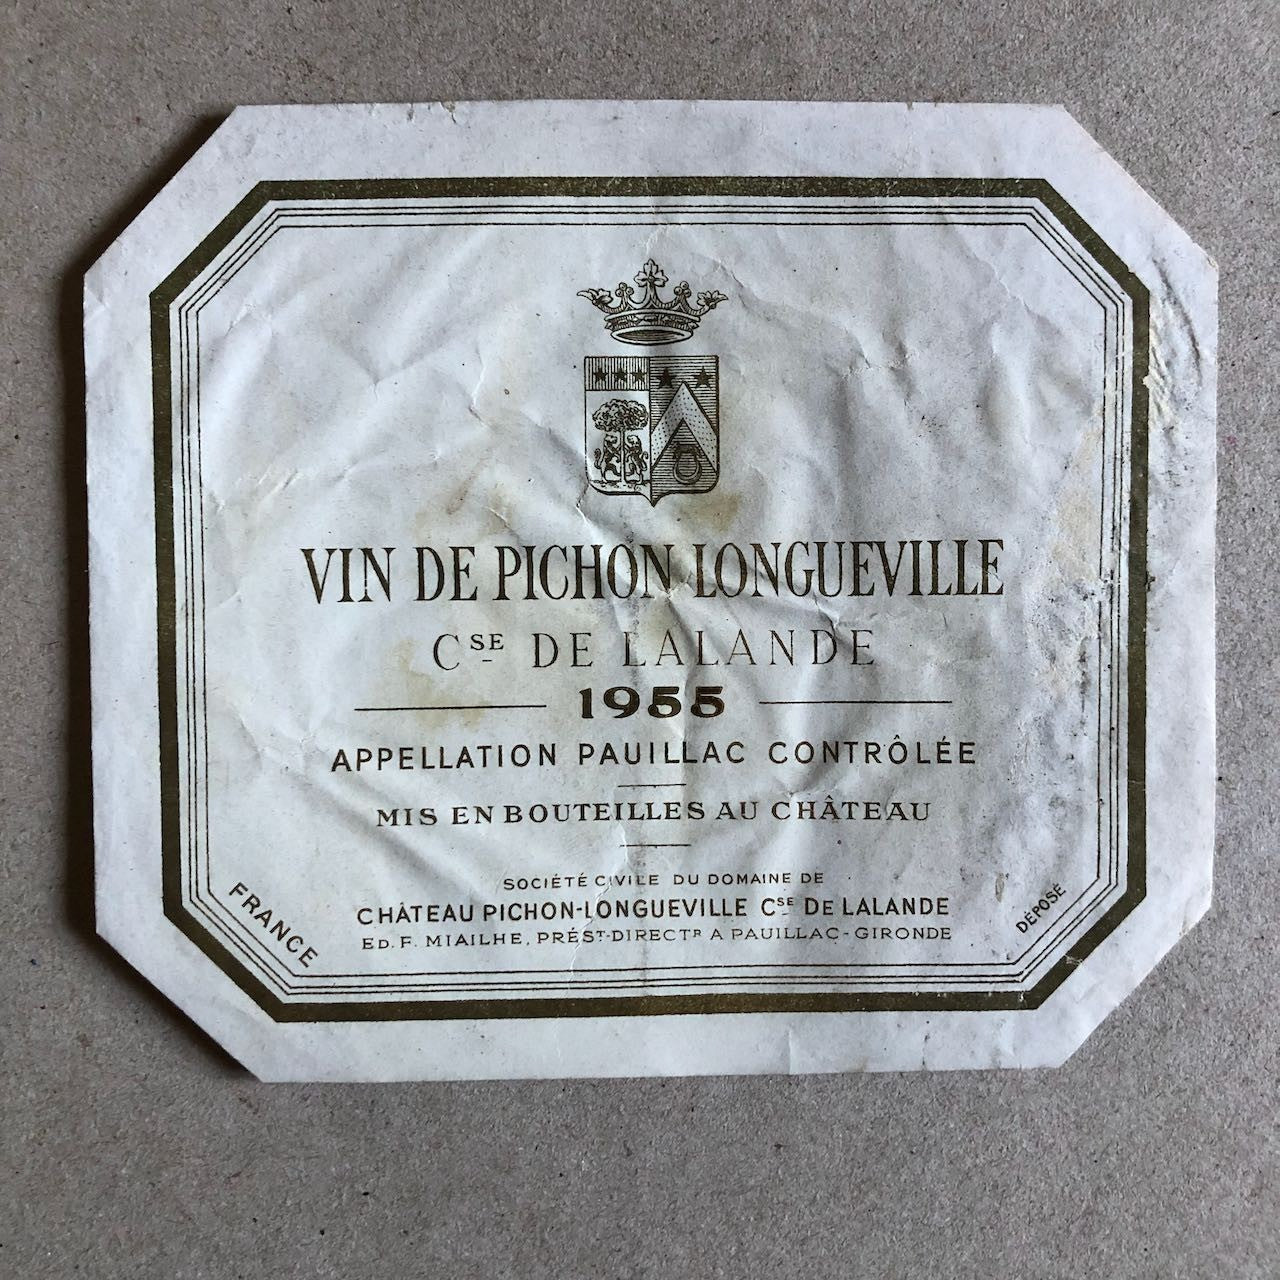 VIN DE PICHON LONGUEVILLE
CSE DE LALANDE
1955
APPELLATION PAUILLAC CONTRÔLÉE
MIS EN BOUTEILLES AU CHÂTEAU
SOCIÉTÉ CIVILE DU DOMAINE DE
CHÂTEAU PICHON-LONGUEVILLE CSE DE LALANDE
ED. F. MIAILHE, PRÉST-DIRECTR A PAUILLAC-GIRONDE
FRANCE
DÉPOSÉ